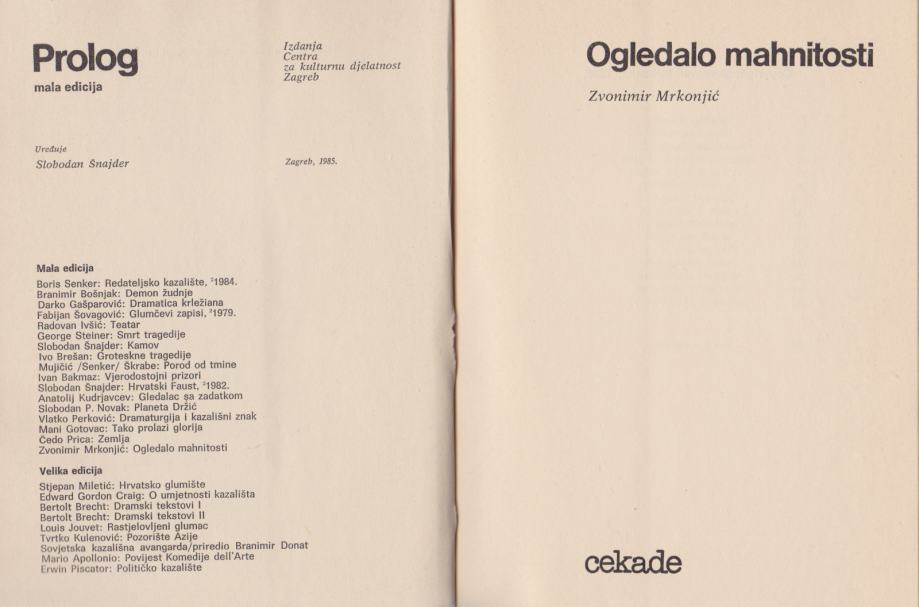 Prolog
mala edicija
Izdanja
Centra
za kulturnu djelatnost
Zagreb
Uređuje
Slobodan Šnajder
Zagreb, 1985.
Mala edicija
Boris Senker: Redateljsko kazalište, ²1984.
Branimir Bošnjak: Demon žudnje
Darko Gašparović: Dramatica krležiana
Fabijan Šovagović: Glumčevi zapisi, ²1979.
Radovan Ivšić: Teatar
George Steiner: Smrt tragedije
Slobodan Šnajder: Kamov
Ivo Brešan: Groteskne tragedije
Mujičić /Senker/ Škrabe: Porod od tmine
Ivan Bakmaz: Vjerodostojni prizori
Slobodan Šnajder: Hrvatski Faust, ²1982.
Anatolij Kudrjavcev: Gledalac sa zadatkom
Slobodan P. Novak: Planeta Držić
Vlatko Perković: Dramaturgija i kazališni znak
Mani Gotovac: Tako prolazi glorija
Čedo Prica: Zemlja
Zvonimir Mrkonjić: Ogledalo mahnitosti
Velika edicija
Stjepan Miletić: Hrvatsko glumište
Edward Gordon Craig: O umjetnosti kazališta
Bertolt Brecht: Dramski tekstovi I
Bertolt Brecht: Dramski tekstovi II
Louis Jouvet: Rastjelovljeni glumac
Tvrtko Kulenović: Pozorište Azije
Sovjetska kazališna avangarda/priredio Branimir Donat
Mario Apollonio: Povijest Komedije dell'Arte
Erwin Piscator: Političko kazalište
Ogledalo mahnitosti
Zvonimir Mrkonjić
cekade